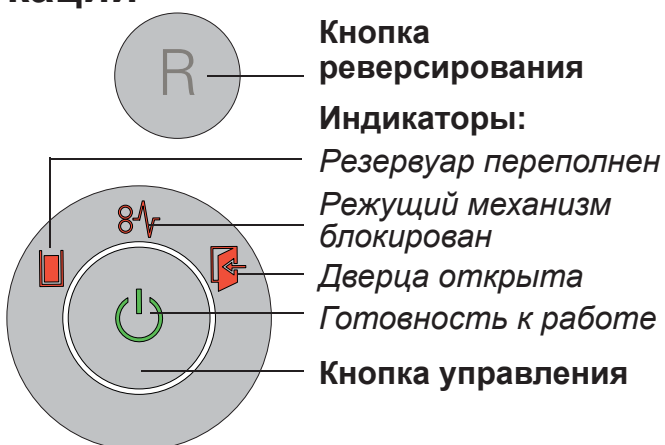 кации
R
Кнопка
реверсирования
Индикаторы:
Резервуар переполнен
Режущий механизм
блокирован
Дверца открыта
Готовность к работе
Кнопка управления